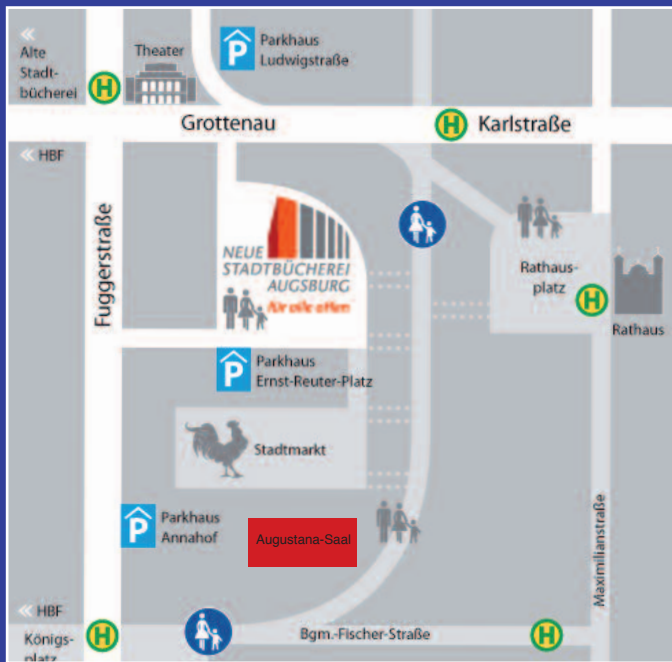 Alte
Stadt-
bücherei
H
Theater
P
Parkhaus
Ludwigstraße
Grottenau
H
Karlstraße
HBF
Fuggerstraße
NEUE
STADTBÜCHEREI
AUGSBURG
für alle offen
Rathaus-
platz
H
Rathaus
P
Parkhaus
Ernst-Reuter-Platz
Stadtmarkt
P
Parkhaus
Annahof
Augustana-Saal
Maximilianstraße
HBF
Königs-
platz
H
Bgm.-Fischer-Straße
H